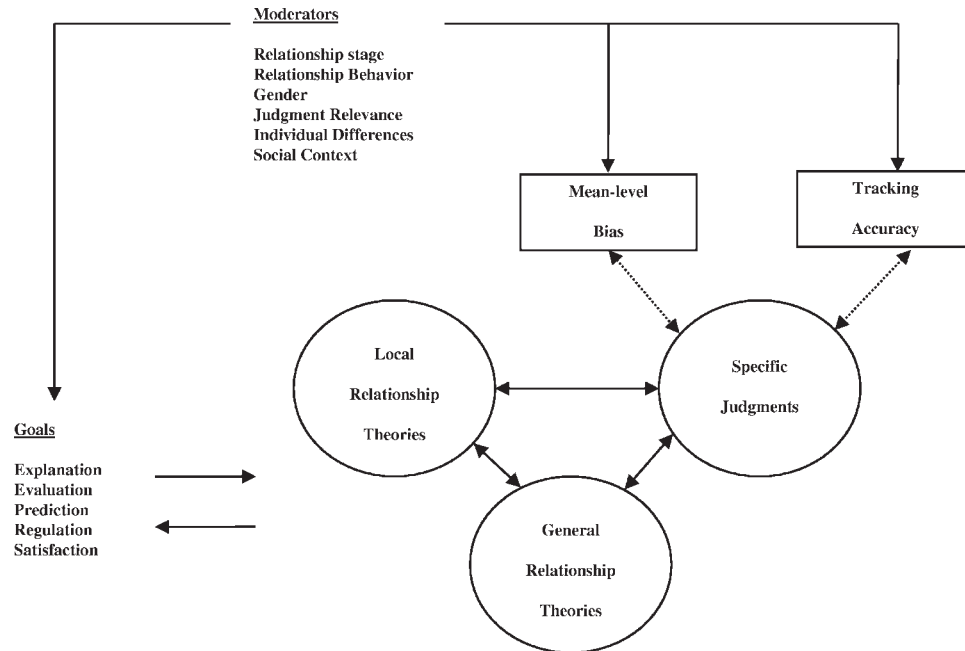 Moderators
Relationship stage
Relationship Behavior
Gender
Judgment Relevance
Individual Differences
Social Context
Mean-level
Bias
Tracking
Accuracy
Local
Relationship
Theories
Specific
Judgments
Goals
Explanation
Evaluation
Prediction
Regulation
Satisfaction
General
Relationship
Theories